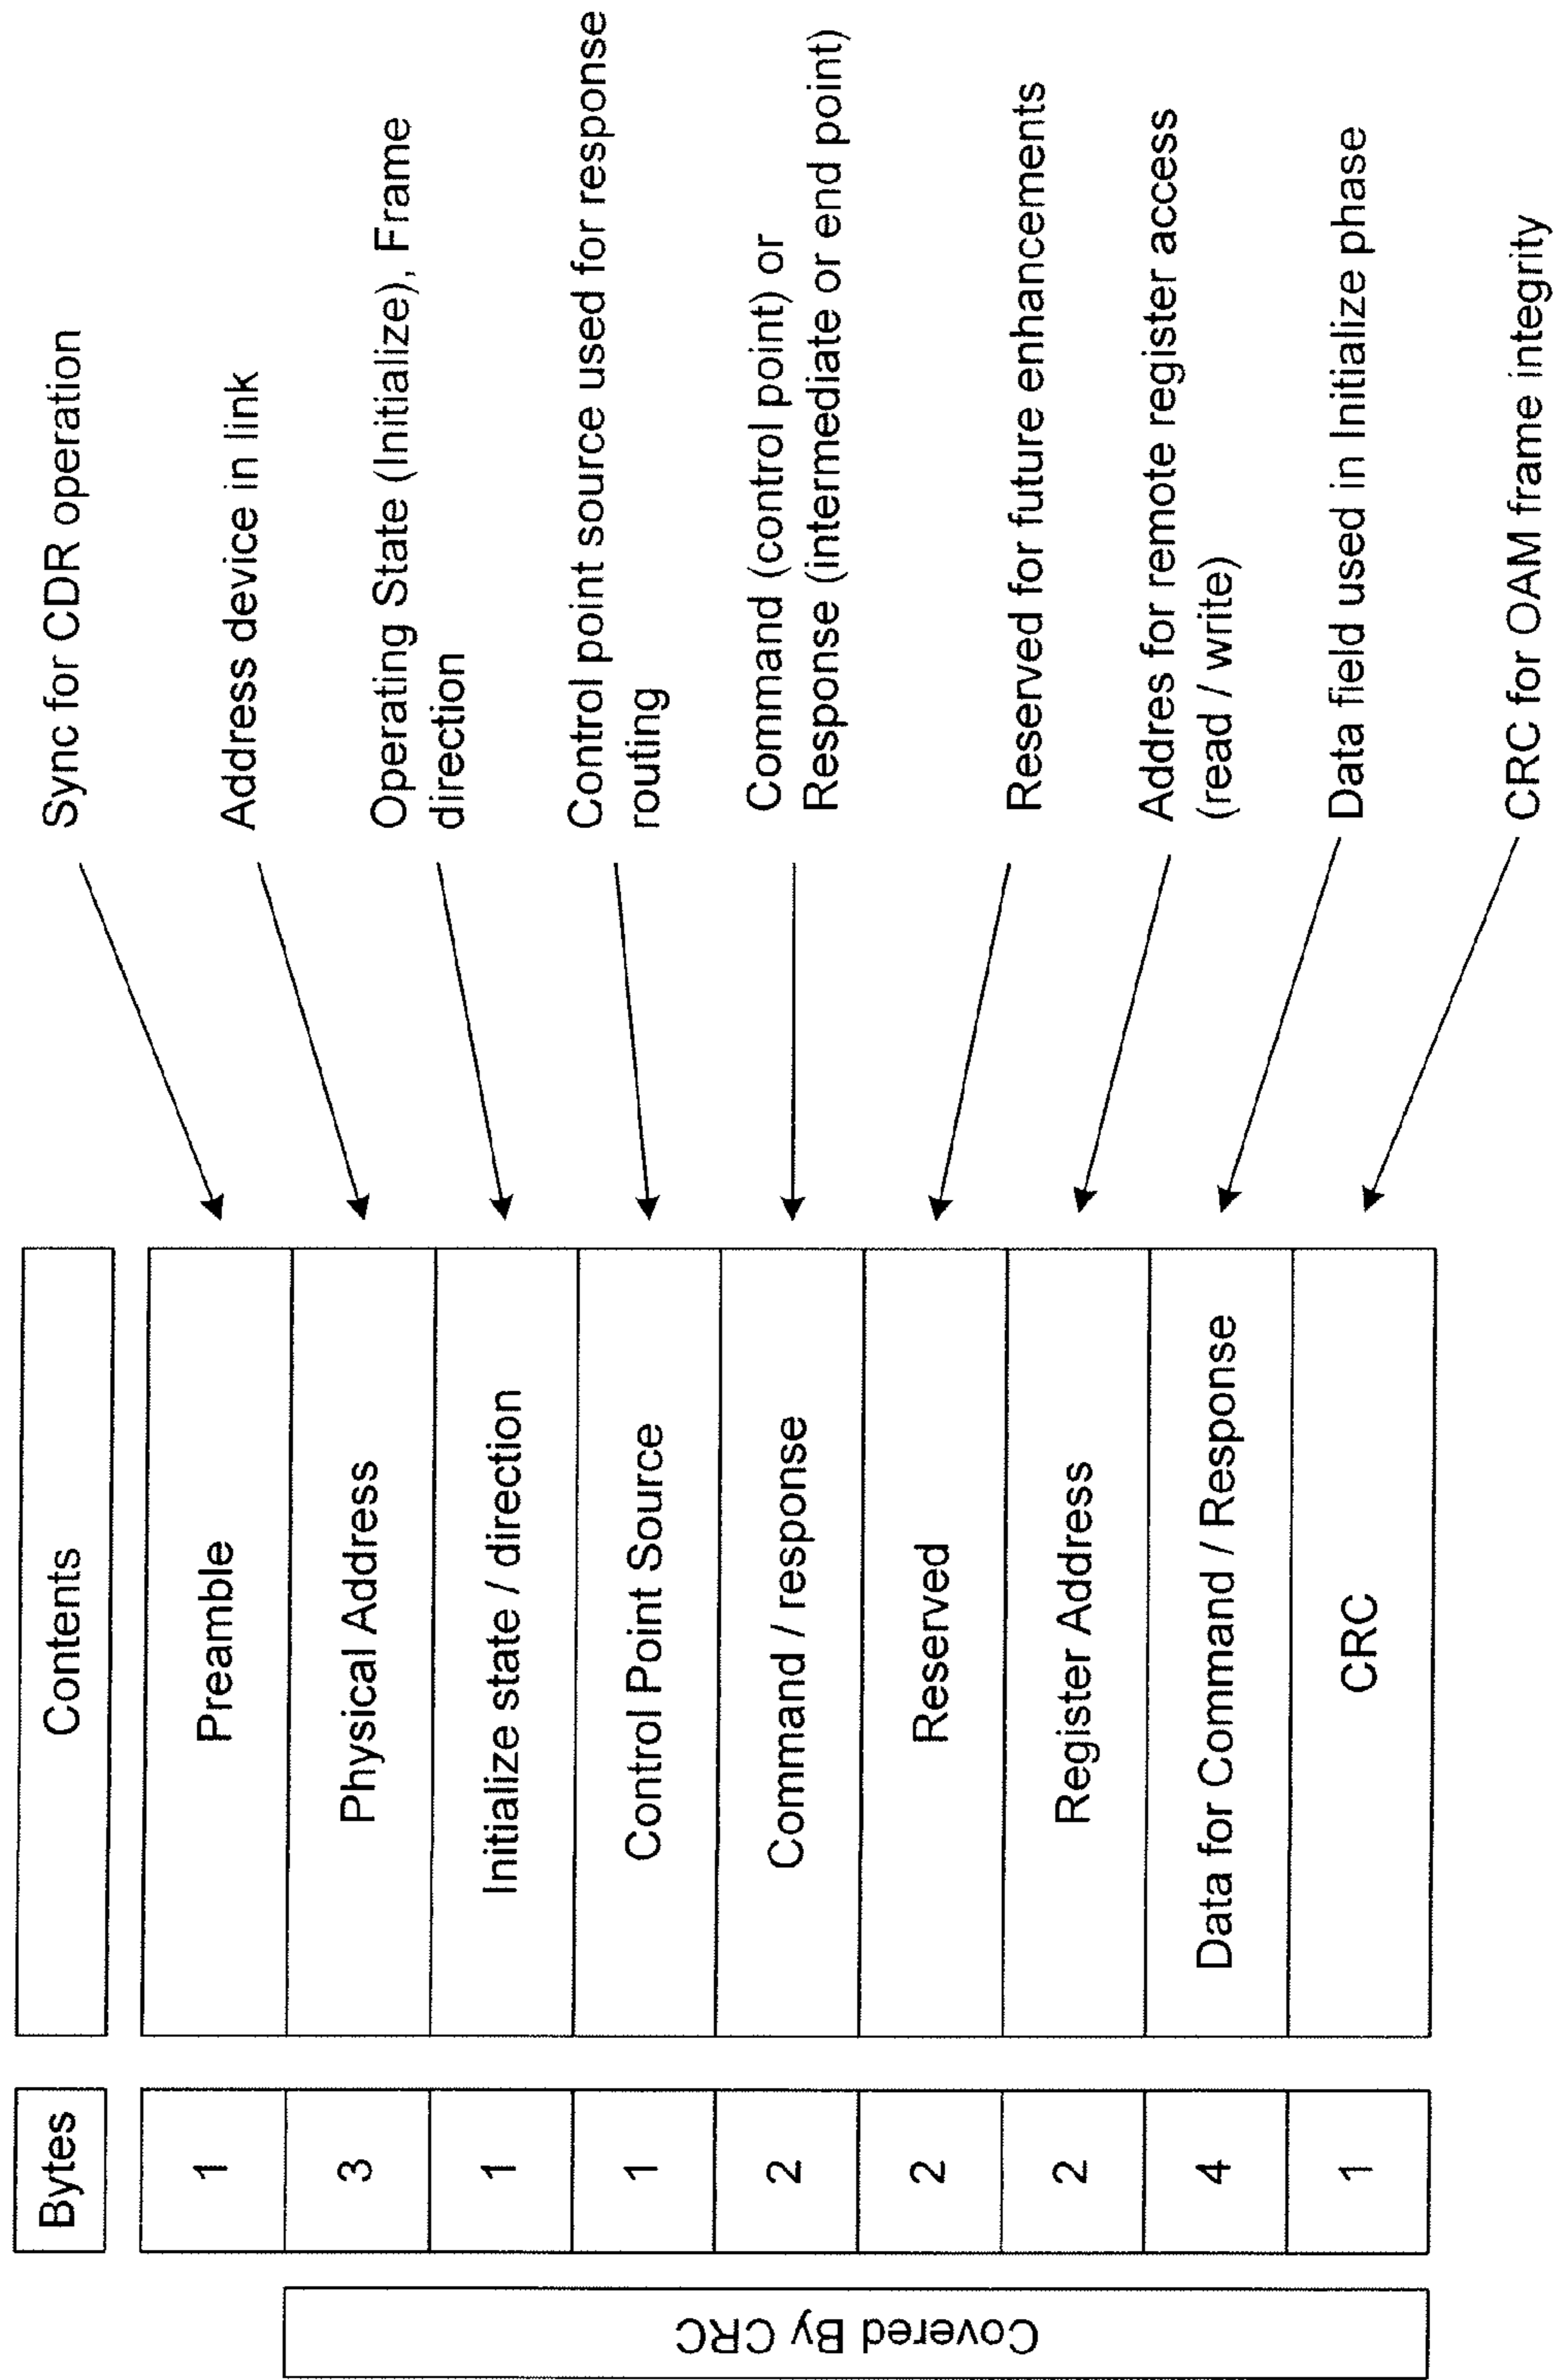 Bytes
Contents
1
Preamble
Sync for CDR operation
3
Physical Address
Address device in link
1
Initialize state / direction
Operating State (Initialize), Frame
direction
1
Control Point Source
Control point source used for response
routing
2
Command / response
Command (control point) or
Response (intermediate or end point)
2
Reserved
Reserved for future enhancements
2
Register Address
Addres for remote register access
(read / write)
4
Data for Command / Response
Data field used in Initialize phase
1
CRC
CRC for OAM frame integrity
Covered By CRC